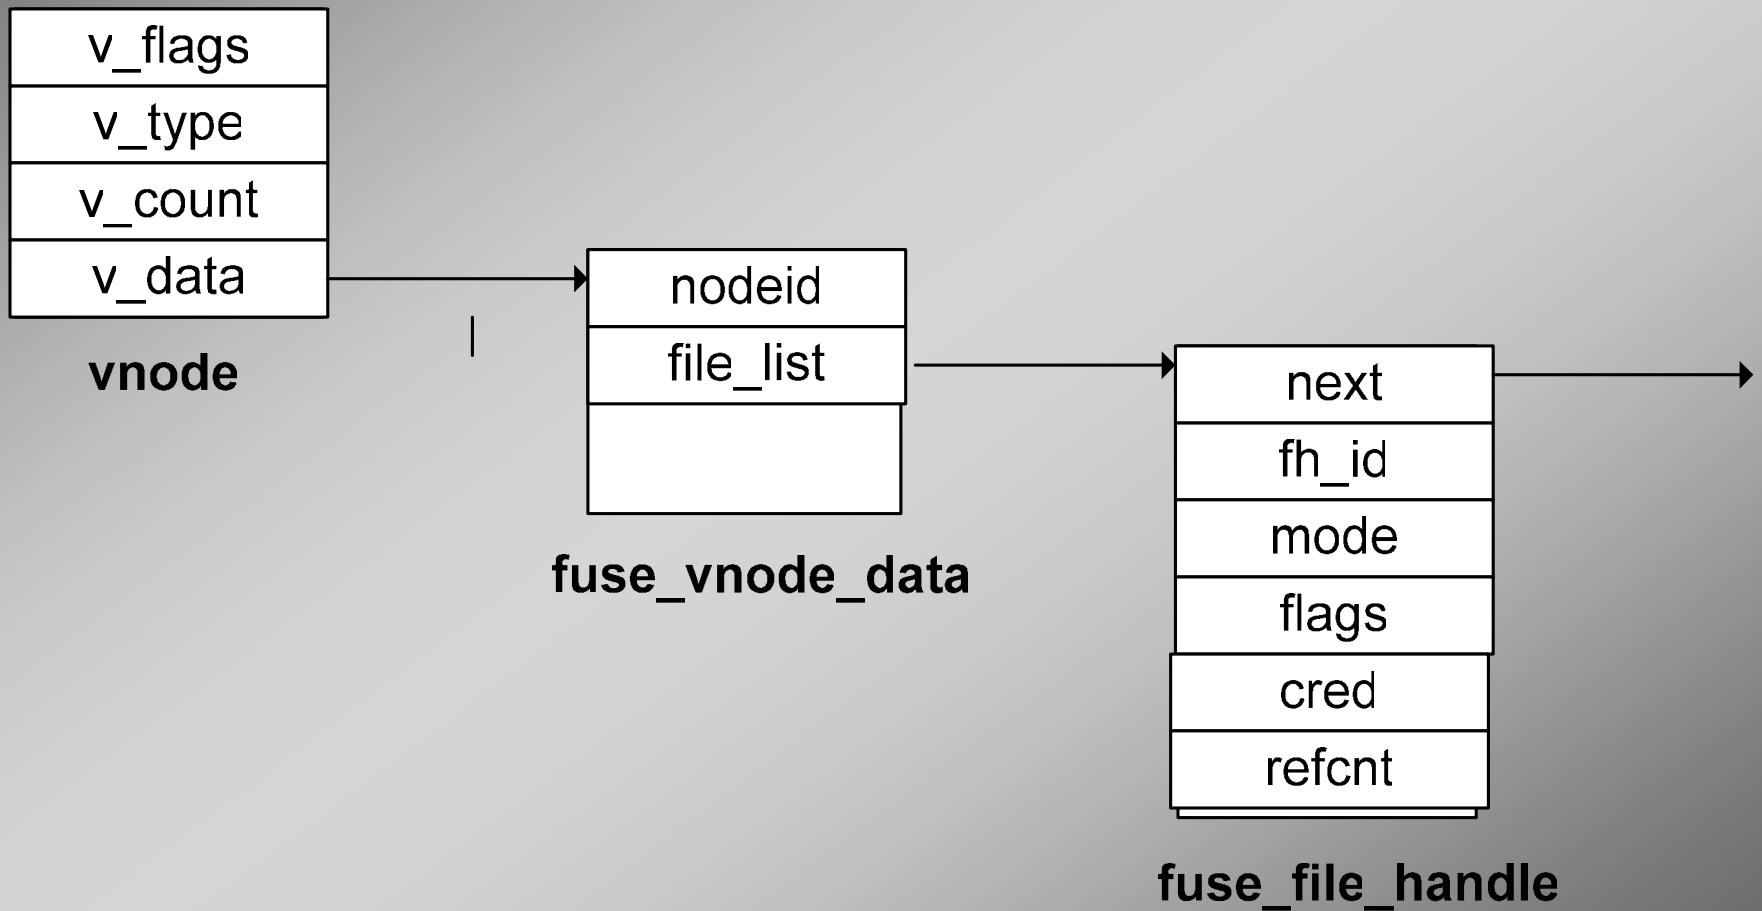 v_flags
v_type
v_count
v_data
vnode
nodeid
file_list
fuse_vnode_data
next
fh_id
mode
flags
cred
refcnt
fuse_file_handle